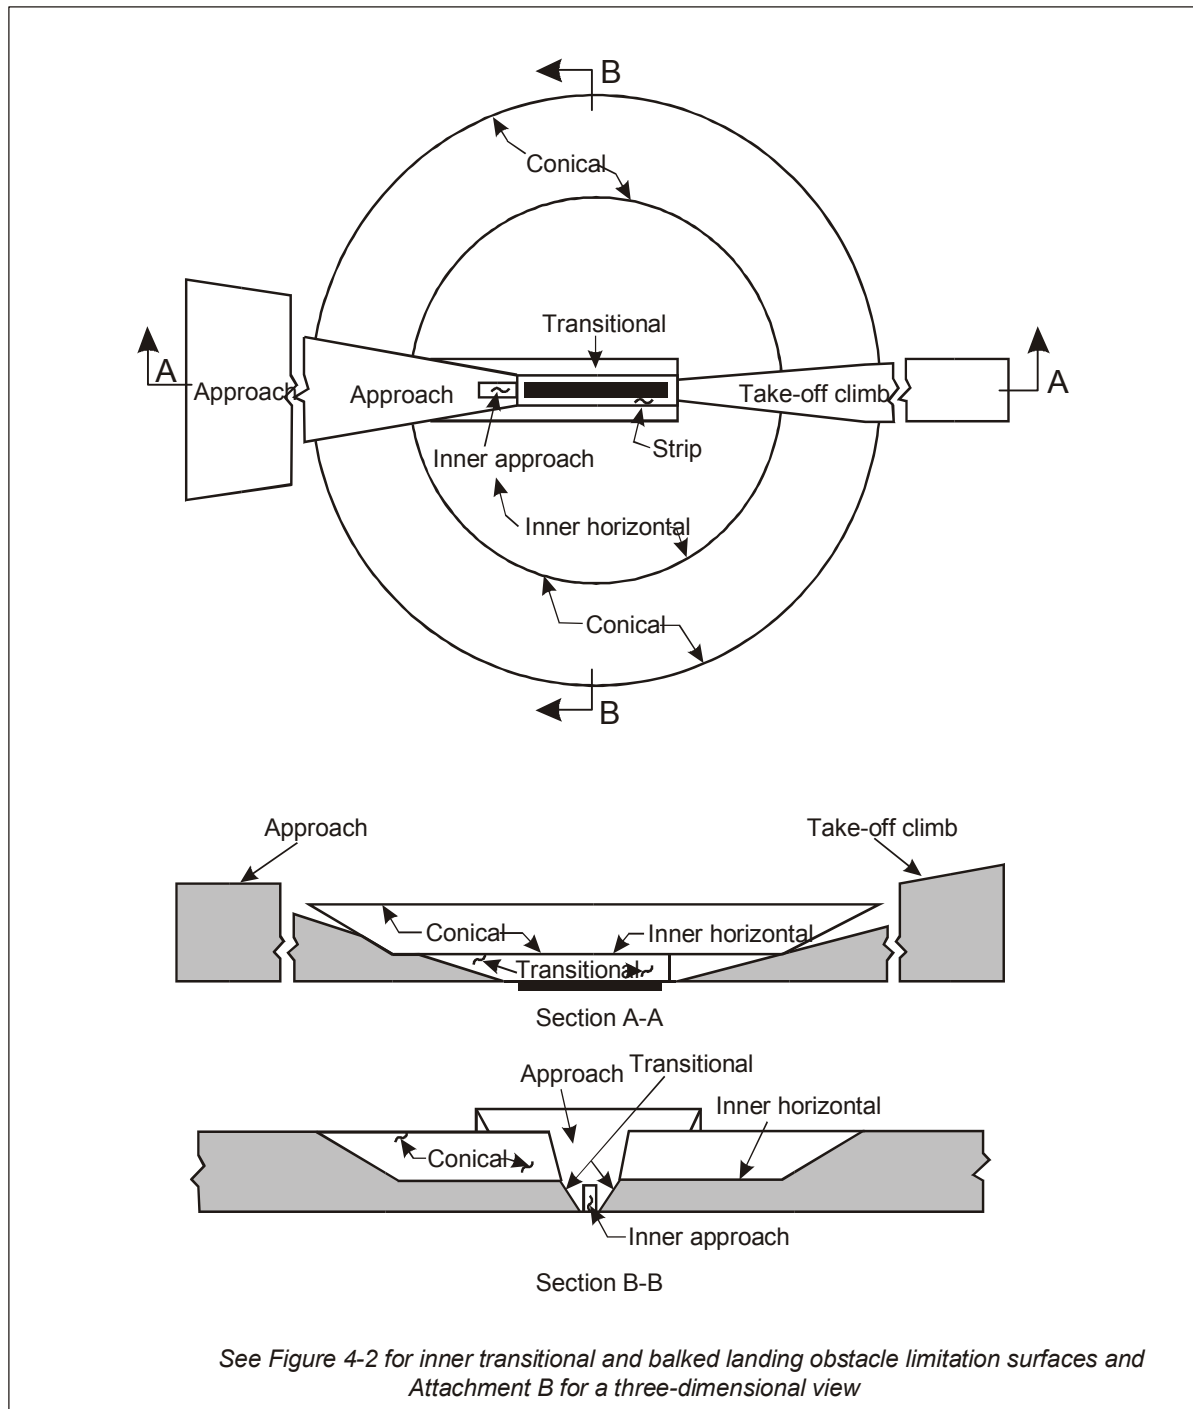 B
Conical
Transitional
A
Approach
Approach
Take-off climb
A
Inner approach
Strip
Inner horizontal
Conical
B
Approach
Take-off climb
Conical
Inner horizontal
Transitional
Section A-A
Transitional
Approach
Inner horizontal
Conical
Inner approach
Section B-B
See Figure 4-2 for inner transitional and balked landing obstacle limitation surfaces and
Attachment B for a three-dimensional view